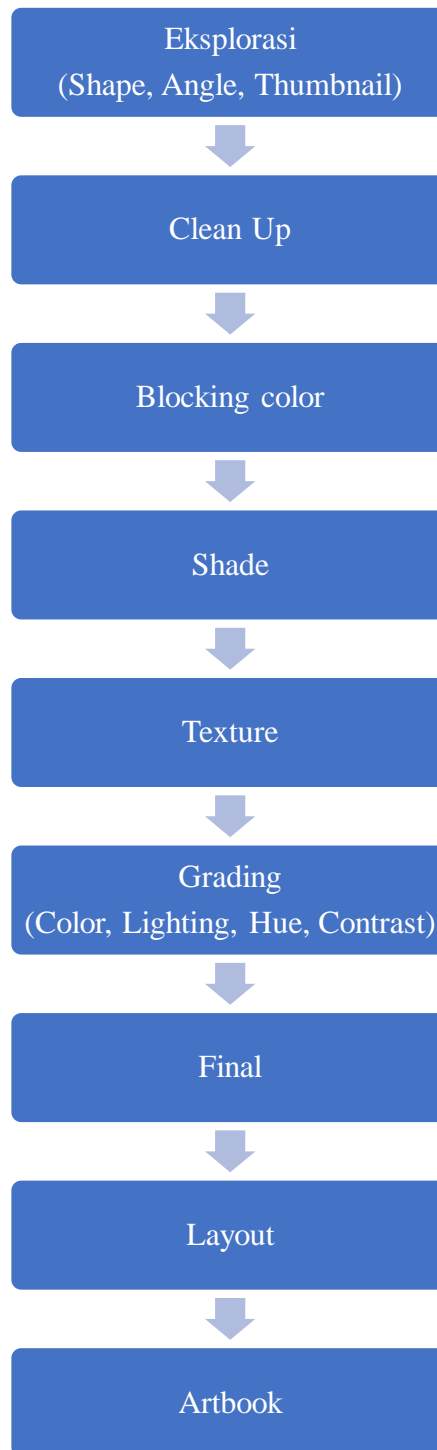 Eksplorasi
(Shape, Angle, Thumbnail)
Clean Up
Blocking color
Shade
Texture
Grading
(Color, Lighting, Hue, Contrast)
Final
Layout
Artbook